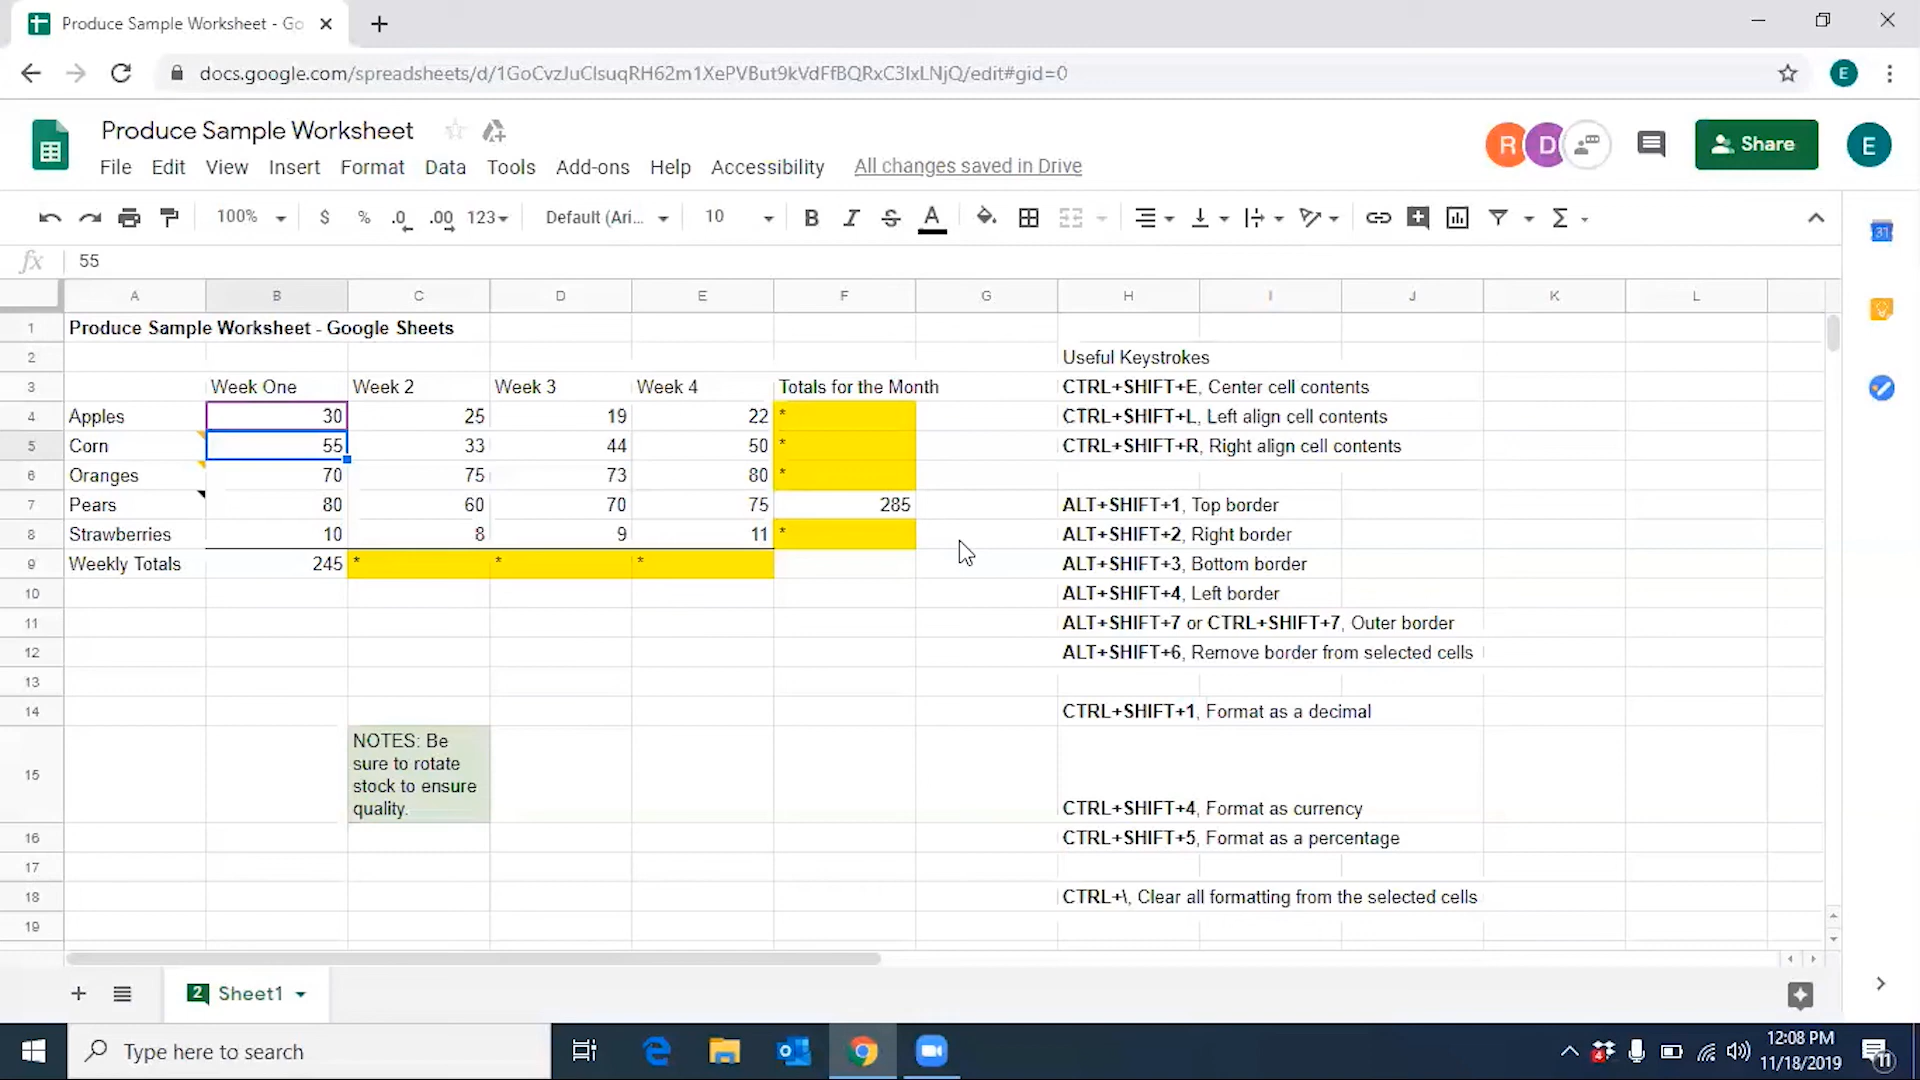 Produce Sample Worksheet - Go
docs.google.com/spreadsheets/d/1GoCvzJuClsuqRH62m1XePVBut9kVdFfBQRxC3IxLNjQ/edit#gid=0
E
Produce Sample Worksheet
R D
Share
E
File Edit View Insert Format Data Tools Add-ons Help Accessibility All changes saved in Drive
100% $ % .0 .00 123 Default (Ari... 10 B I S A Σ
31
fx 55
A B C D E F G H I J K L
1 Produce Sample Worksheet - Google Sheets
2 Useful Keystrokes
3 Week One Week 2 Week 3 Week 4 Totals for the Month CTRL+SHIFT+E, Center cell contents
4 Apples 30 25 19 22 * CTRL+SHIFT+L, Left align cell contents
5 Corn 55 33 44 50 * CTRL+SHIFT+R, Right align cell contents
6 Oranges 70 75 73 80 *
7 Pears 80 60 70 75 285 ALT+SHIFT+1, Top border
8 Strawberries 10 8 9 11 * ALT+SHIFT+2, Right border
9 Weekly Totals 245 * * * ALT+SHIFT+3, Bottom border
10 ALT+SHIFT+4, Left border
11 ALT+SHIFT+7 or CTRL+SHIFT+7, Outer border
12 ALT+SHIFT+6, Remove border from selected cells
13
14 CTRL+SHIFT+1, Format as a decimal
NOTES: Be
sure to rotate
15
stock to ensure
quality.
CTRL+SHIFT+4, Format as currency
16 CTRL+SHIFT+5, Format as a percentage
17
18 CTRL+\, Clear all formatting from the selected cells
19
2 Sheet1
Type here to search
4
12:08 PM
11/18/2019
11